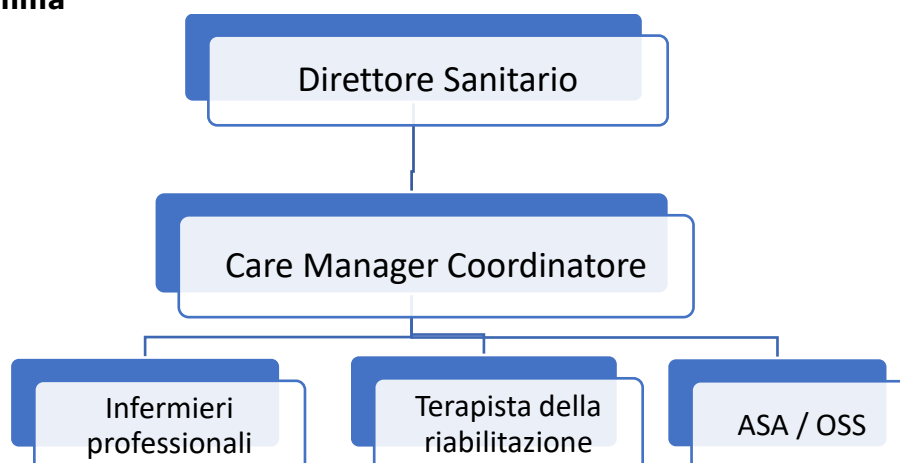 Direttore Sanitario
Care Manager Coordinatore
Infermieri
professionali
Terapista della
riabilitazione
ASA / OSS